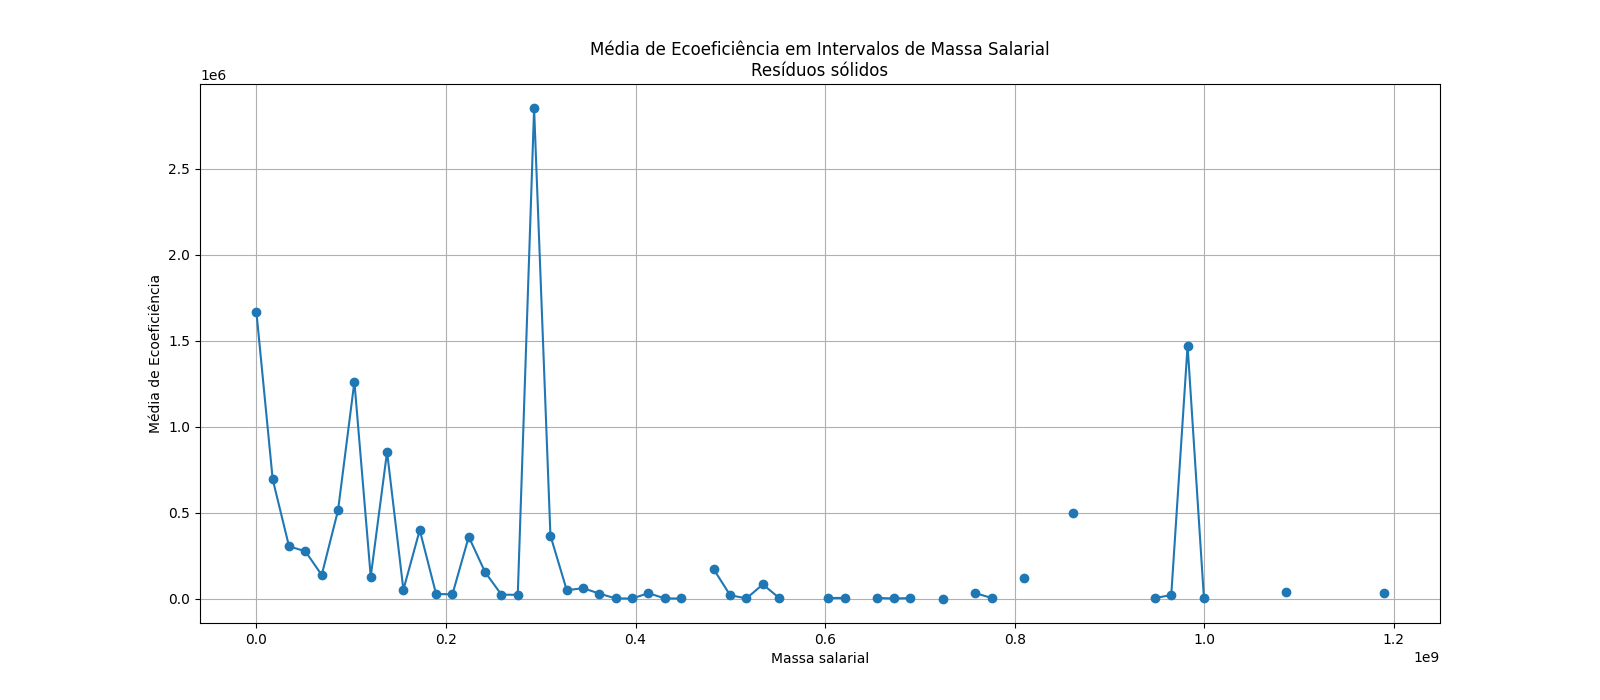 Média de Ecoeficiência em Intervalos de Massa Salarial
Resíduos sólidos
1e6
2.5
2.0
1.5
1.0
0.5
0.0
Média de Ecoeficiência
0.0 0.2 0.4 0.6 0.8 1.0 1.2
Massa salarial
1e9